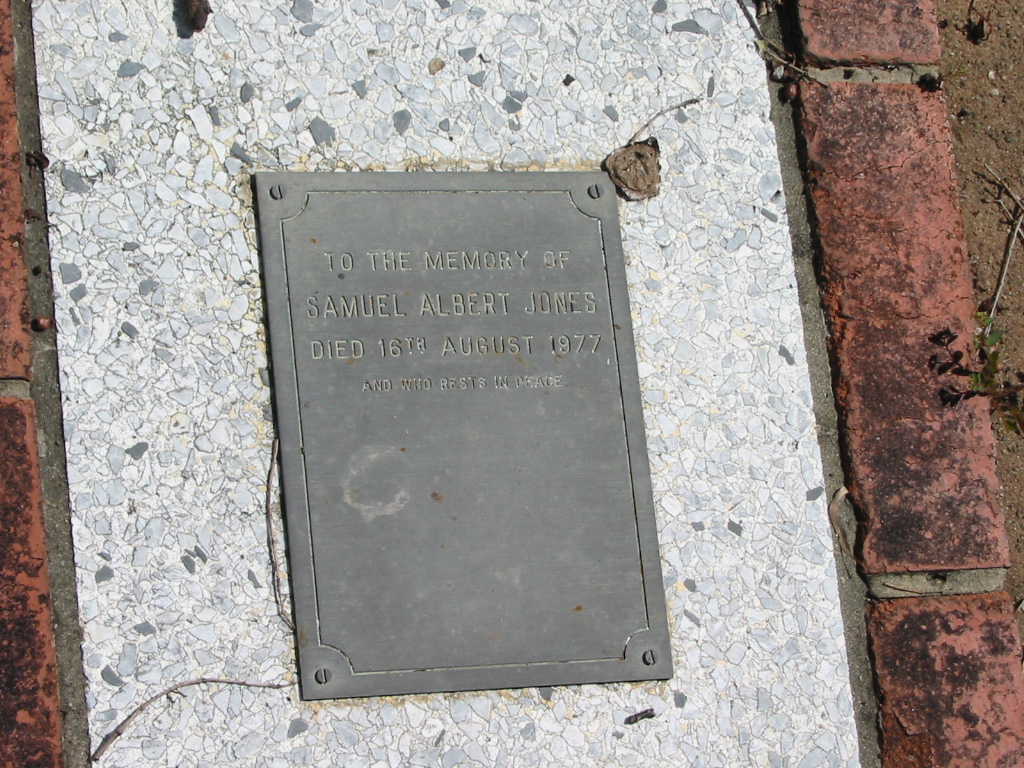 TO THE MEMORY OF
SAMUEL ALBERT JONES
DIED 16TH AUGUST 1977,
AND WHO RESTS IN PEACE.